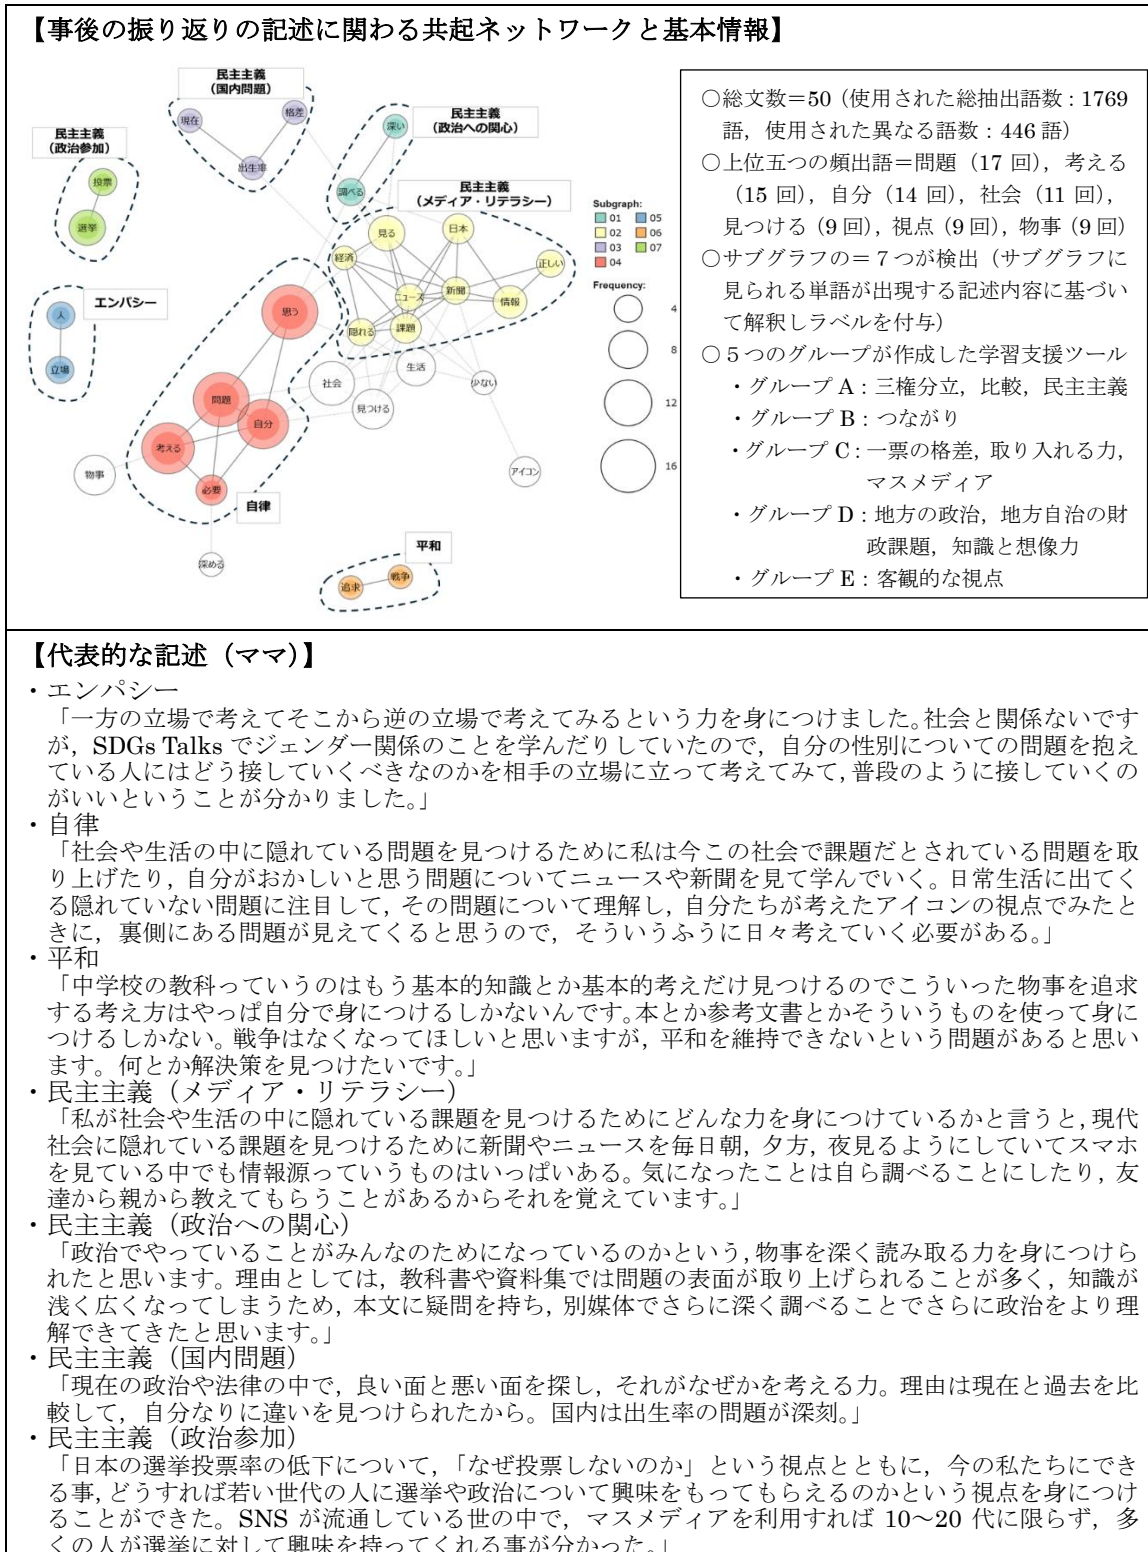 【事後の振り返りの記述に関わる共起ネットワークと基本情報】
民主主義
（国内問題）
現在
格差
出生率
民主主義
（政治への関心）
深い
調べる
民主主義
（政治参加）
投票
選挙
民主主義
（メディア・リテラシー）
見る
日本
経済
正しい
ニュース
新聞
情報
隠れる
課題
エンパシー
人
立場
思う
社会
生活
少ない
問題
見つける
自分
考える
物事
必要
アイコン
自律
深める
平和
追求
戦争
Subgraph:
01 05
02 06
03 07
04
Frequency:
4
8
12
16
○総文数＝50（使用された総抽出語数：1769
語，使用された異なる語数：446 語）
○上位五つの頻出語＝問題（17 回），考える
（15 回），自分（14 回），社会（11 回），
見つける（9 回），視点（9 回），物事（9 回）
○サブグラフの＝７つが検出（サブグラフに
見られる単語が出現する記述内容に基づい
て解釈しラベルを付与）
○５つのグループが作成した学習支援ツール
・グループ A：三権分立，比較，民主主義
・グループ B：つながり
・グループ C：一票の格差，取り入れる力，
マスメディア
・グループ D：地方の政治，地方自治の財
政課題，知識と想像力
・グループ E：客観的な視点
【代表的な記述（ママ）】
・エンパシー
「一方の立場で考えてそこから逆の立場で考えてみるという力を身につけました。社会と関係ないです
が，SDGs Talks でジェンダー関係のことを学んだりしていたので，自分の性別についての問題を抱え
ている人にはどう接していくべきなのかを相手の立場に立って考えてみて，普段のように接していくの
がいいということが分かりました。」
・自律
「社会や生活の中に隠れている問題を見つけるために私は今この社会で課題だとされている問題を取
り上げたり，自分がおかしいと思う問題についてニュースや新聞を見て学んでいく。日常生活に出てく
る隠れていない問題に注目して，その問題について理解し，自分たちが考えたアイコンの視点でみたと
きに，裏側にある問題が見えてくると思うので，そういうふうに日々考えていく必要がある。」
・平和
「中学校の教科っていうのはもう基本的知識とか基本的考えだけ見つけるのでこういった物事を追求
する考え方はやっぱ自分で身につけるしかないんです。本とか参考文書とかそういうものを使って身に
つけるしかない。戦争はなくなってほしいと思いますが，平和を維持できないという問題があると思い
ます。何とか解決策を見つけたいです。」
・民主主義（メディア・リテラシー）
「私が社会や生活の中に隠れている課題を見つけるためにどんな力を身につけているかと言うと，現代
社会に隠れている課題を見つけるために新聞やニュースを毎日朝，夕方，夜見るようにしていてスマホ
を見ている中でも情報源っていうものはいっぱいある。気になったことは自ら調べることにしたり，友
達から親から教えてもらうことがあるからそれを覚えています。」
・民主主義（政治への関心）
「政治でやっていることがみんなのためになっているのかという，物事を深く読み取る力を身につけら
れたと思います。理由としては，教科書や資料集では問題の表面が取り上げられることが多く，知識が
浅く広くなってしまうため，本文に疑問を持ち，別媒体でさらに深く調べることでさらに政治をより理
解できてきたと思います。」
・民主主義（国内問題）
「現在の政治や法律の中で，良い面と悪い面を探し，それがなぜかを考える力。理由は現在と過去を比
較して，自分なりに違いを見つけられたから。国内は出生率の問題が深刻。」
・民主主義（政治参加）
「日本の選挙投票率の低下について，「なぜ投票しないのか」という視点とともに，今の私たちにでき
る事，どうすれば若い世代の人に選挙や政治について興味をもってもらえるのかという視点を身につけ
ることができた。SNS が流通している世の中で，マスメディアを利用すれば 10～20 代に限らず，多
くの人が選挙に対して興味を持ってくれる事が分かった。」